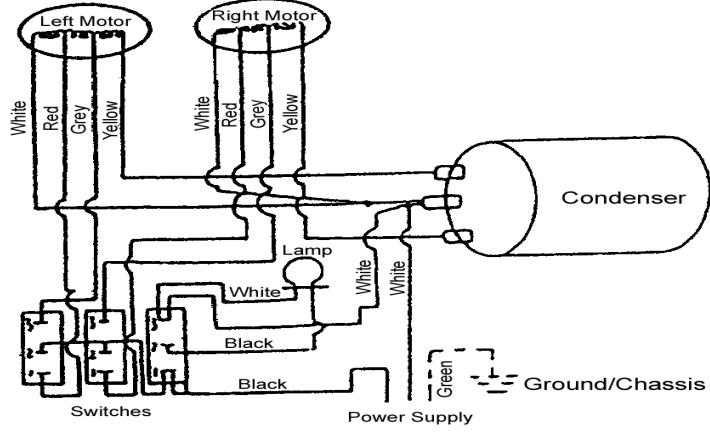 Left Motor
Right Motor
White
Red
Grey
Yellow
White
Red
Grey
Yellow
Condenser
Lamp
White
White
White
Black
Black
Green
Ground/Chassis
Switches
Power Supply